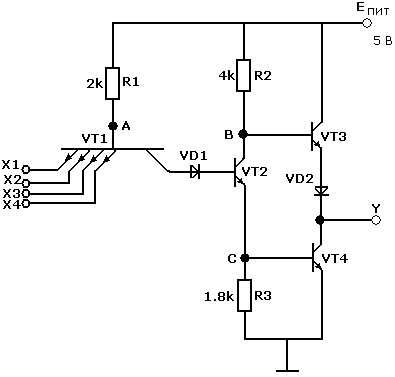 E пит
5 В
2k R1
4k R2
A
VT1
B
VT3
X1
X2
X3
X4
VD1
VT2
VD2
Y
C
VT4
1.8k R3